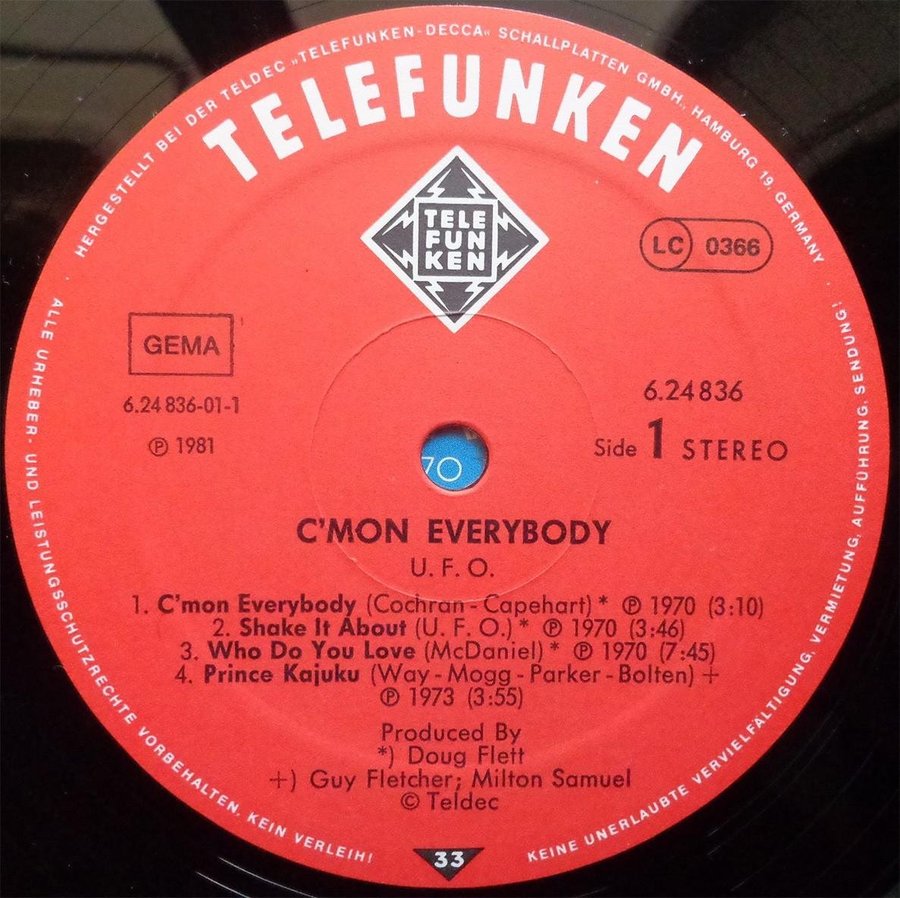 HERGESTELLT BEI DER TELDEC »TELEFUNKEN-DECCA« SCHALLPLATTEN GMBH., HAMBURG 19, GERMANY
TELEFUNKEN
TELE
FUN
KEN
LC 0366
GEMA
6.24 836-01-1
℗ 1981
6.24 836
Side 1 STEREO
70
C'MON EVERYBODY
U. F. O.
1. C'mon Everybody (Cochran - Capehart) * ℗ 1970 (3:10)
2. Shake It About (U. F. O.) * ℗ 1970 (3:46)
3. Who Do You Love (McDaniel) * ℗ 1970 (7:45)
4. Prince Kajuku (Way - Mogg - Parker - Bolten) +
℗ 1973 (3:55)
Produced By
*) Doug Flett
+) Guy Fletcher; Milton Samuel
© Teldec
33
ALLE URHEBER- UND LEISTUNGSSCHUTZRECHTE VORBEHALTEN. KEIN VERLEIH!
KEINE UNERLAUBTE VERVIELFÄLTIGUNG, VERMIETUNG, AUFFÜHRUNG, SENDUNG!